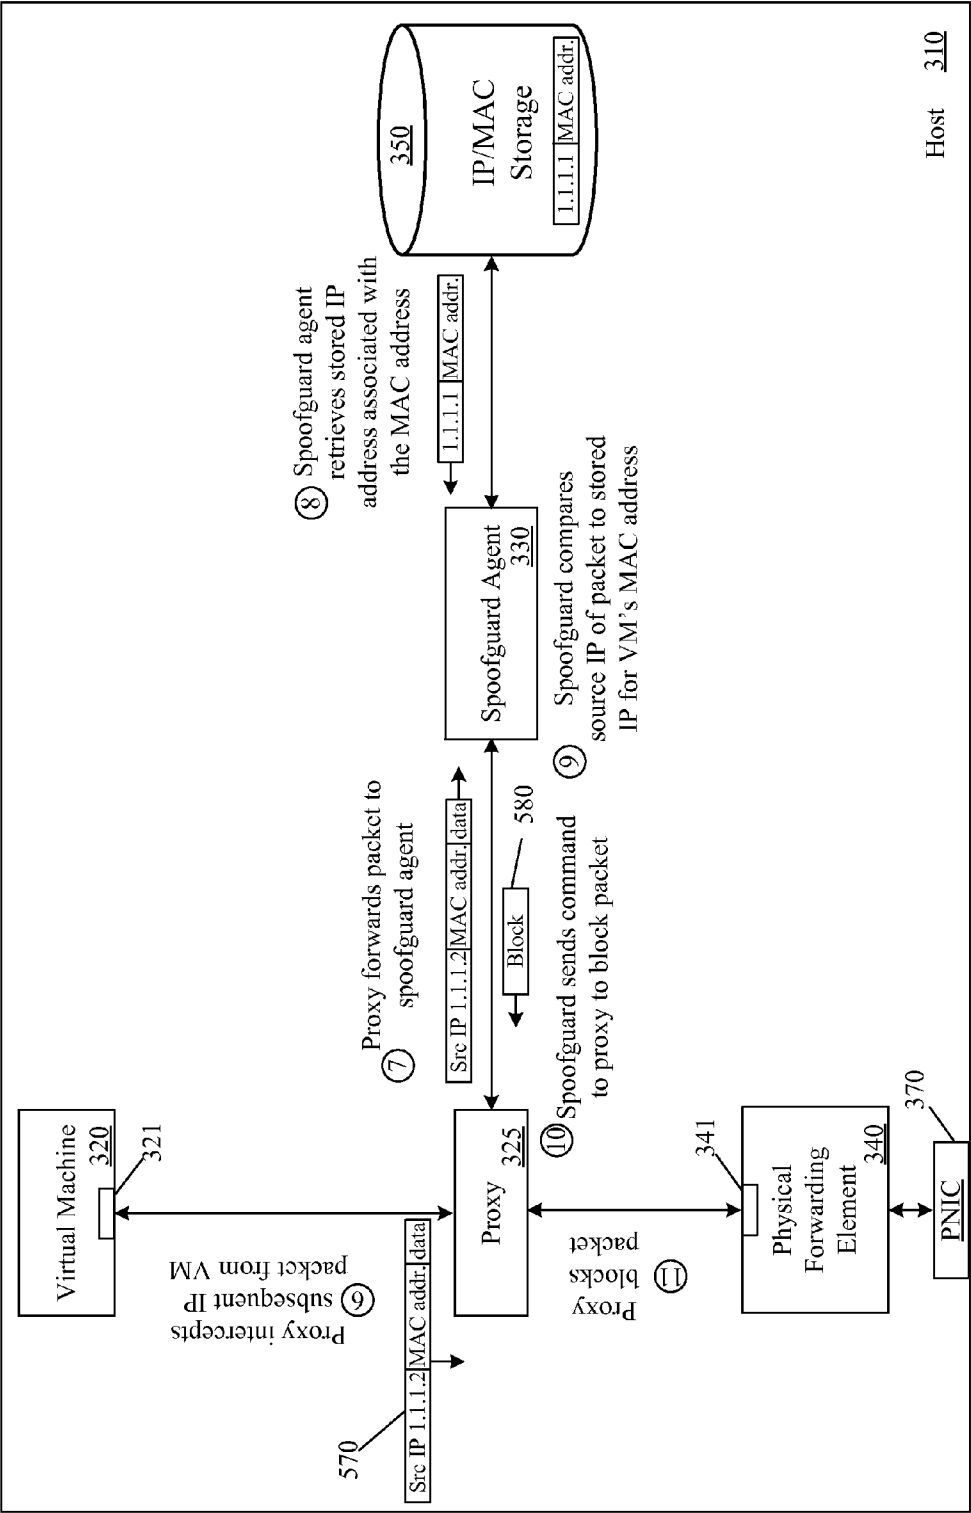 Host 310
Virtual Machine
320
321
6
Proxy intercepts
subsequent IP
packet from VM
570
Src IP 1.1.1.2 MAC addr. data
Proxy
325
7
Proxy forwards packet to
spoofguard agent
Src IP 1.1.1.2 MAC addr. data
Block
580
10
Spoofguard sends command
to proxy to block packet
Spoofguard Agent
330
8
Spoofguard agent
retrieves stored IP
address associated with
the MAC address
1.1.1.1 MAC addr.
350
IP/MAC
Storage
1.1.1.1 MAC addr.
9
Spoofguard compares
source IP of packet to stored
IP for VM's MAC address
11
Proxy
blocks
packet
341
Physical
Forwarding
Element
340
PNIC
370